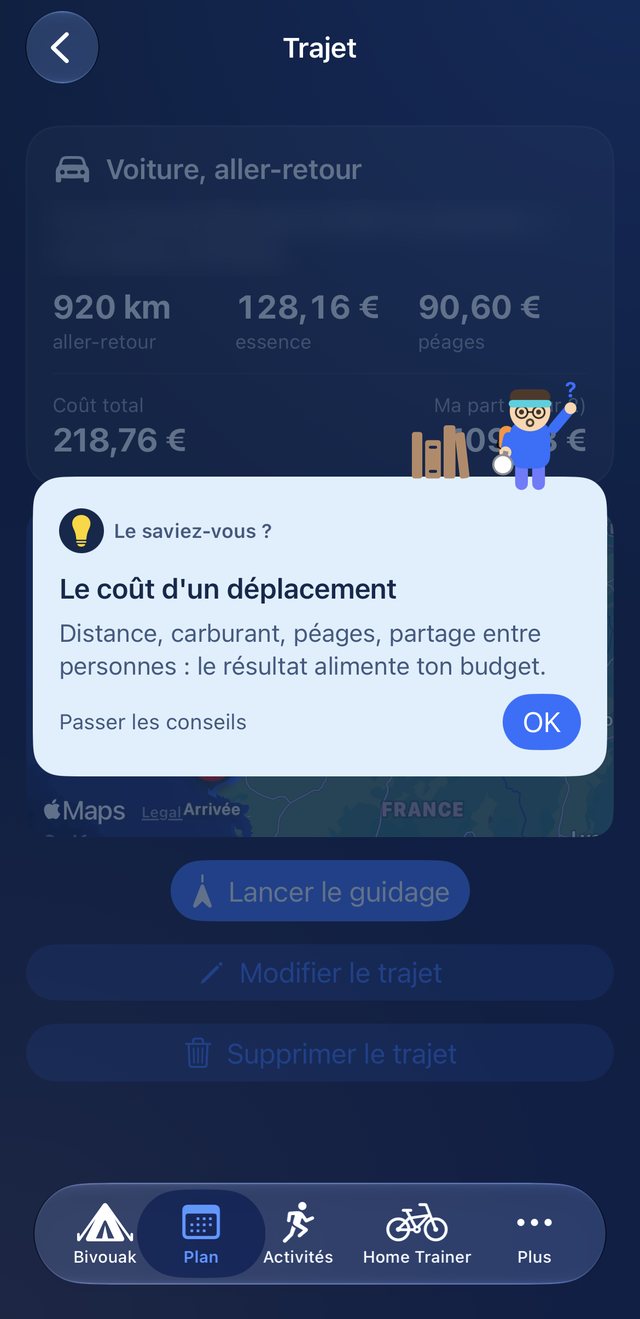 Trajet
Voiture, aller-retour
920 km
128,16 €
90,60 €
aller-retour
essence
péages
Coût total
Ma part
218,76 €
€
?
Le saviez-vous ?
Le coût d'un déplacement
Distance, carburant, péages, partage entre
personnes : le résultat alimente ton budget.
Passer les conseils
OK
Maps
Legal
Arrivée
FRANCE
Lancer le guidage
Modifier le trajet
Supprimer le trajet
Bivouak
Plan
Activités
Home Trainer
Plus